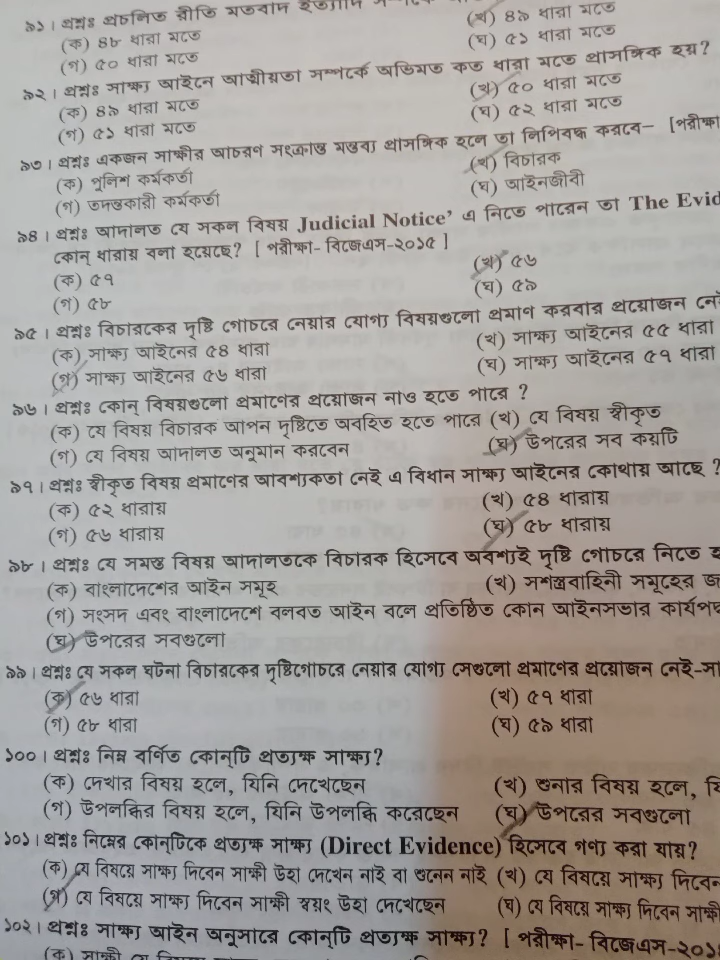 ৯১। প্রশ্নঃ প্রচলিত রীতি মতবাদ ইত্যাদি
(ক) ৪৮ ধারা মতে (খ) ৪৯ ধারা মতে
(গ) ৫০ ধারা মতে (ঘ) ৫১ ধারা মতে
৯২। প্রশ্নঃ সাক্ষ্য আইনে আত্মীয়তা সম্পর্কে অভিমত কত ধারা মতে প্রাসঙ্গিক হয়?
(ক) ৪৯ ধারা মতে (খ) ৫০ ধারা মতে
(গ) ৫১ ধারা মতে (ঘ) ৫২ ধারা মতে
৯৩। প্রশ্নঃ একজন সাক্ষীর আচরণ সংক্রান্ত মন্তব্য প্রাসঙ্গিক হলে তা লিপিবদ্ধ করবে– [পরীক্ষা
(ক) পুলিশ কর্মকর্তা (খ) বিচারক
(গ) তদন্তকারী কর্মকর্তা (ঘ) আইনজীবী
৯৪। প্রশ্নঃ আদালত যে সকল বিষয় Judicial Notice’ এ নিতে পারেন তা The Evid
কোন্ ধারায় বলা হয়েছে? [ পরীক্ষা- বিজেএস-২০১৫ ]
(ক) ৫৭ (খ) ৫৬
(গ) ৫৮ (ঘ) ৫৯
৯৫। প্রশ্নঃ বিচারকের দৃষ্টি গোচরে নেয়ার যোগ্য বিষয়গুলো প্রমাণ করবার প্রয়োজন নেই
(ক) সাক্ষ্য আইনের ৫৪ ধারা (খ) সাক্ষ্য আইনের ৫৫ ধারা
(গ) সাক্ষ্য আইনের ৫৬ ধারা (ঘ) সাক্ষ্য আইনের ৫৭ ধারা
৯৬। প্রশ্নঃ কোন্ বিষয়গুলো প্রমাণের প্রয়োজন নাও হতে পারে ?
(ক) যে বিষয় বিচারক আপন দৃষ্টিতে অবহিত হতে পারে (খ) যে বিষয় স্বীকৃত
(গ) যে বিষয় আদালত অনুমান করবেন (ঘ) উপরের সব কয়টি
৯৭। প্রশ্নঃ স্বীকৃত বিষয় প্রমাণের আবশ্যকতা নেই এ বিধান সাক্ষ্য আইনের কোথায় আছে ?
(ক) ৫২ ধারায় (খ) ৫৪ ধারায়
(গ) ৫৬ ধারায় (ঘ) ৫৮ ধারায়
৯৮। প্রশ্নঃ যে সমস্ত বিষয় আদালতকে বিচারক হিসেবে অবশ্যই দৃষ্টি গোচরে নিতে হ
(ক) বাংলাদেশের আইন সমূহ (খ) সশস্ত্রবাহিনী সমূহের জ
(গ) সংসদ এবং বাংলাদেশে বলবত আইন বলে প্রতিষ্ঠিত কোন আইনসভার কার্যপদ্ধ
(ঘ) উপরের সবগুলো
৯৯। প্রশ্নঃ যে সকল ঘটনা বিচারকের দৃষ্টিগোচরে নেয়ার যোগ্য সেগুলো প্রমাণের প্রয়োজন নেই-সা
(ক) ৫৬ ধারা (খ) ৫৭ ধারা
(গ) ৫৮ ধারা (ঘ) ৫৯ ধারা
১০০। প্রশ্নঃ নিম্ন বর্ণিত কোন্‌টি প্রত্যক্ষ সাক্ষ্য?
(ক) দেখার বিষয় হলে, যিনি দেখেছেন (খ) শুনার বিষয় হলে, যি
(গ) উপলব্ধির বিষয় হলে, যিনি উপলব্ধি করেছেন (ঘ) উপরের সবগুলো
১০১। প্রশ্নঃ নিম্নের কোন্‌টিকে প্রত্যক্ষ সাক্ষ্য (Direct Evidence) হিসেবে গণ্য করা যায়?
(ক) যে বিষয়ে সাক্ষ্য দিবেন সাক্ষী উহা দেখেন নাই বা শুনেন নাই (খ) যে বিষয়ে সাক্ষ্য দিবেন
(গ) যে বিষয়ে সাক্ষ্য দিবেন সাক্ষী স্বয়ং উহা দেখেছেন (ঘ) যে বিষয়ে সাক্ষ্য দিবেন সাক্ষী
১০২। প্রশ্নঃ সাক্ষ্য আইন অনুসারে কোন্‌টি প্রত্যক্ষ সাক্ষ্য? [ পরীক্ষা- বিজেএস-২০১
(ক) সাক্ষী